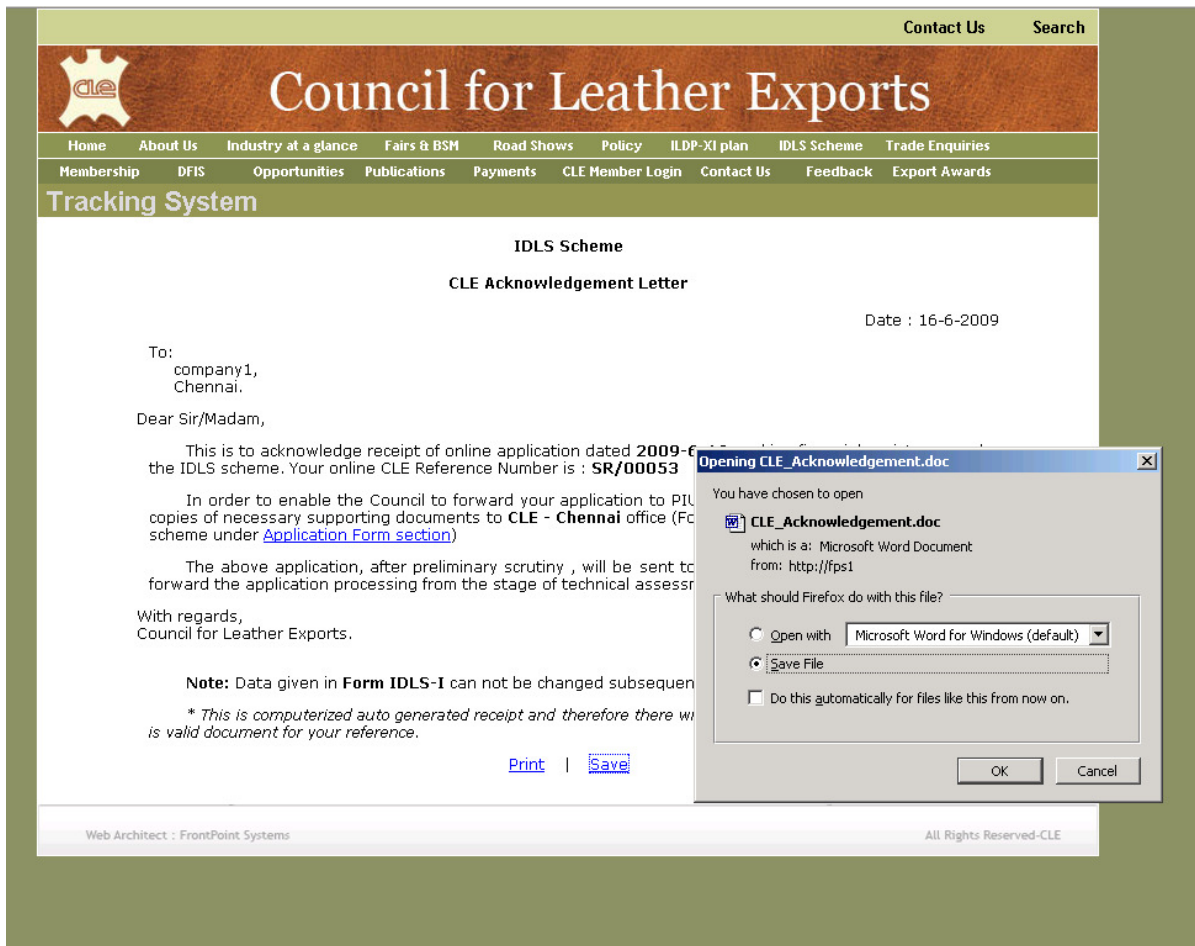 Contact Us Search
CLE
Council for Leather Exports
Home About Us Industry at a glance Fairs & BSM Road Shows Policy ILDP-XI plan IDLS Scheme Trade Enquiries
Membership DFIS Opportunities Publications Payments CLE Member Login Contact Us Feedback Export Awards
Tracking System
IDLS Scheme
CLE Acknowledgement Letter
Date : 16-6-2009
To:
company1,
Chennai.
Dear Sir/Madam,
This is to acknowledge receipt of online application dated 2009-6
the IDLS scheme. Your online CLE Reference Number is : SR/00053
In order to enable the Council to forward your application to PIU
copies of necessary supporting documents to CLE - Chennai office (Fo
scheme under Application Form section)
The above application, after preliminary scrutiny , will be sent to
forward the application processing from the stage of technical assessm
With regards,
Council for Leather Exports.
Note: Data given in Form IDLS-I can not be changed subsequen
* This is computerized auto generated receipt and therefore there wi
is valid document for your reference.
Print | Save
Opening CLE_Acknowledgement.doc
You have chosen to open
CLE_Acknowledgement.doc
which is a: Microsoft Word Document
from: http://fps1
What should Firefox do with this file?
Open with Microsoft Word for Windows (default)
Save File
Do this automatically for files like this from now on.
OK Cancel
Web Architect : FrontPoint Systems All Rights Reserved-CLE